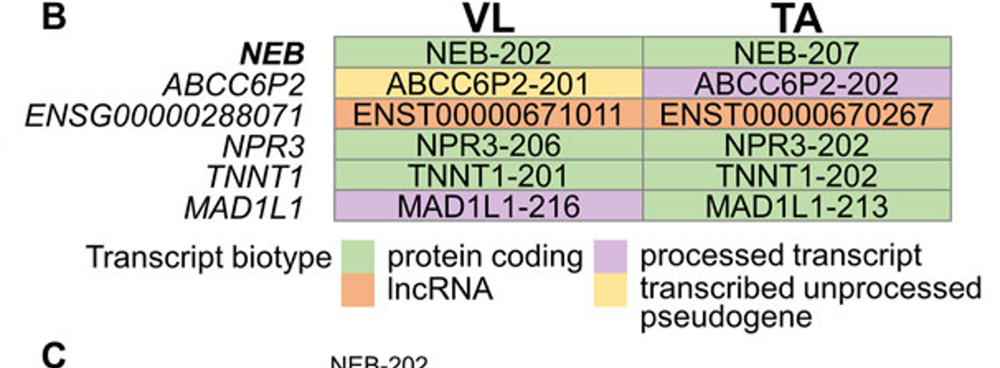 B VL TA
NEB NEB-202 NEB-207
ABCC6P2 ABCC6P2-201 ABCC6P2-202
ENSG00000288071 ENST00000671011 ENST00000670267
NPR3 NPR3-206 NPR3-202
TNNT1 TNNT1-201 TNNT1-202
MAD1L1 MAD1L1-216 MAD1L1-213
Transcript biotype protein coding processed transcript
lncRNA transcribed unprocessed
pseudogene
C NEB-202